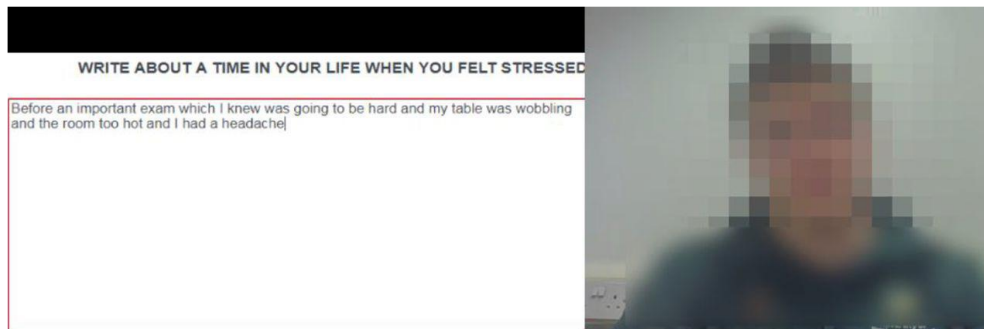 WRITE ABOUT A TIME IN YOUR LIFE WHEN YOU FELT STRESSED
Before an important exam which I knew was going to be hard and my table was wobbling
and the room too hot and I had a headache